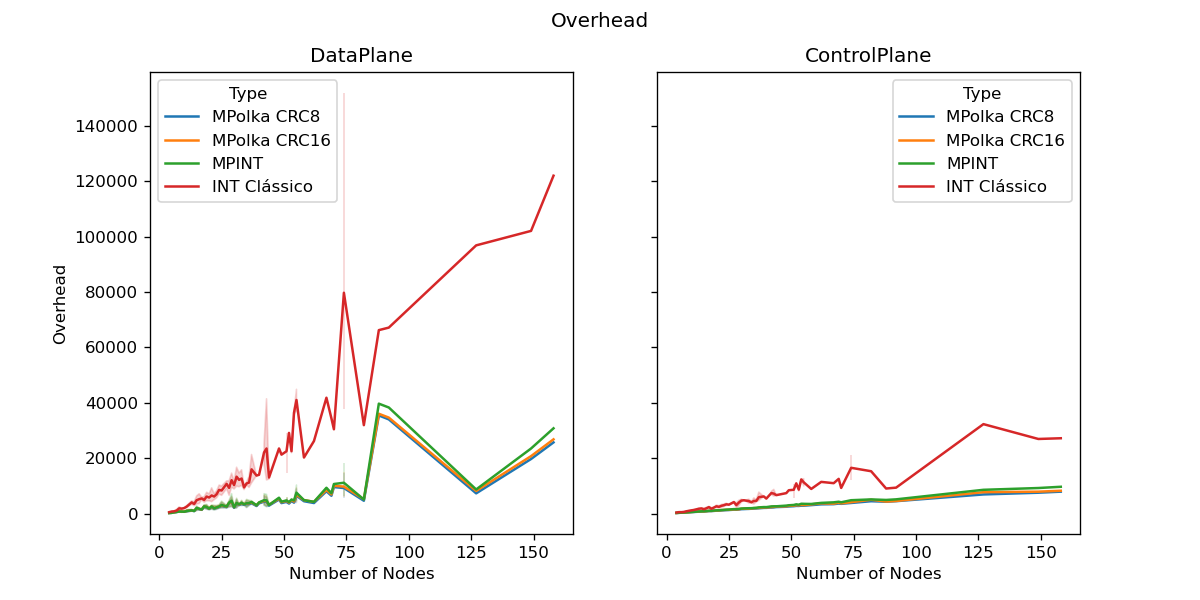 Overhead
DataPlane
Type
MPolka CRC8
MPolka CRC16
MPINT
INT Clássico
Overhead
140000
120000
100000
80000
60000
40000
20000
0
0 25 50 75 100 125 150
Number of Nodes
ControlPlane
Type
MPolka CRC8
MPolka CRC16
MPINT
INT Clássico
0 25 50 75 100 125 150
Number of Nodes